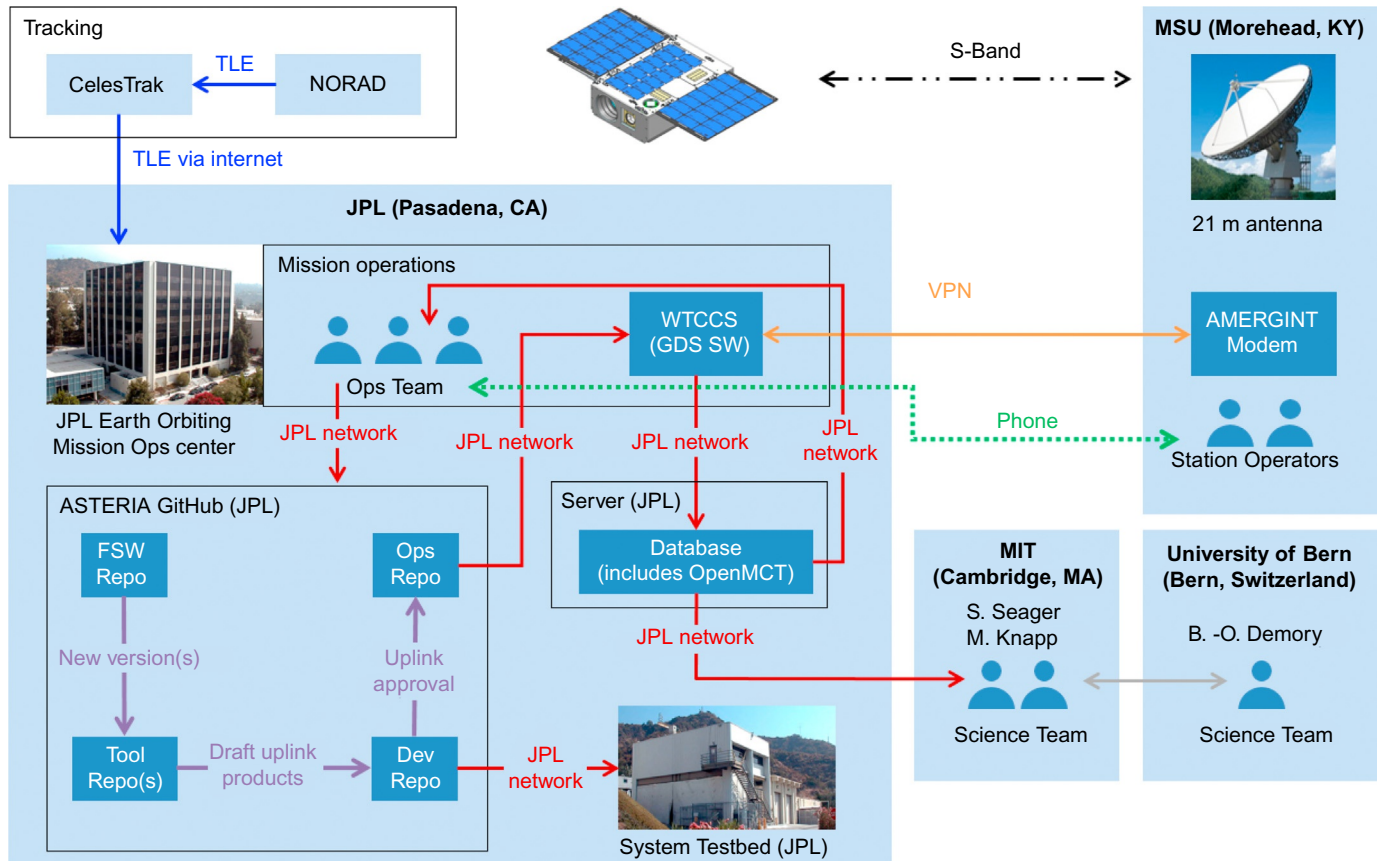 Tracking
CelesTrak
TLE
NORAD
TLE via internet
S-Band
MSU (Morehead, KY)
21 m antenna
AMERGINT
Modem
Station Operators
VPN
Phone
JPL (Pasadena, CA)
JPL Earth Orbiting
Mission Ops center
Mission operations
Ops Team
WTCCS
(GDS SW)
JPL network
JPL network
JPL network
JPL
network
ASTERIA GitHub (JPL)
FSW
Repo
Ops
Repo
New version(s)
Uplink
approval
Tool
Repo(s)
Draft uplink
products
Dev
Repo
JPL
network
Server (JPL)
Database
(includes OpenMCT)
JPL network
System Testbed (JPL)
MIT
(Cambridge, MA)
S. Seager
M. Knapp
Science Team
University of Bern
(Bern, Switzerland)
B. -O. Demory
Science Team